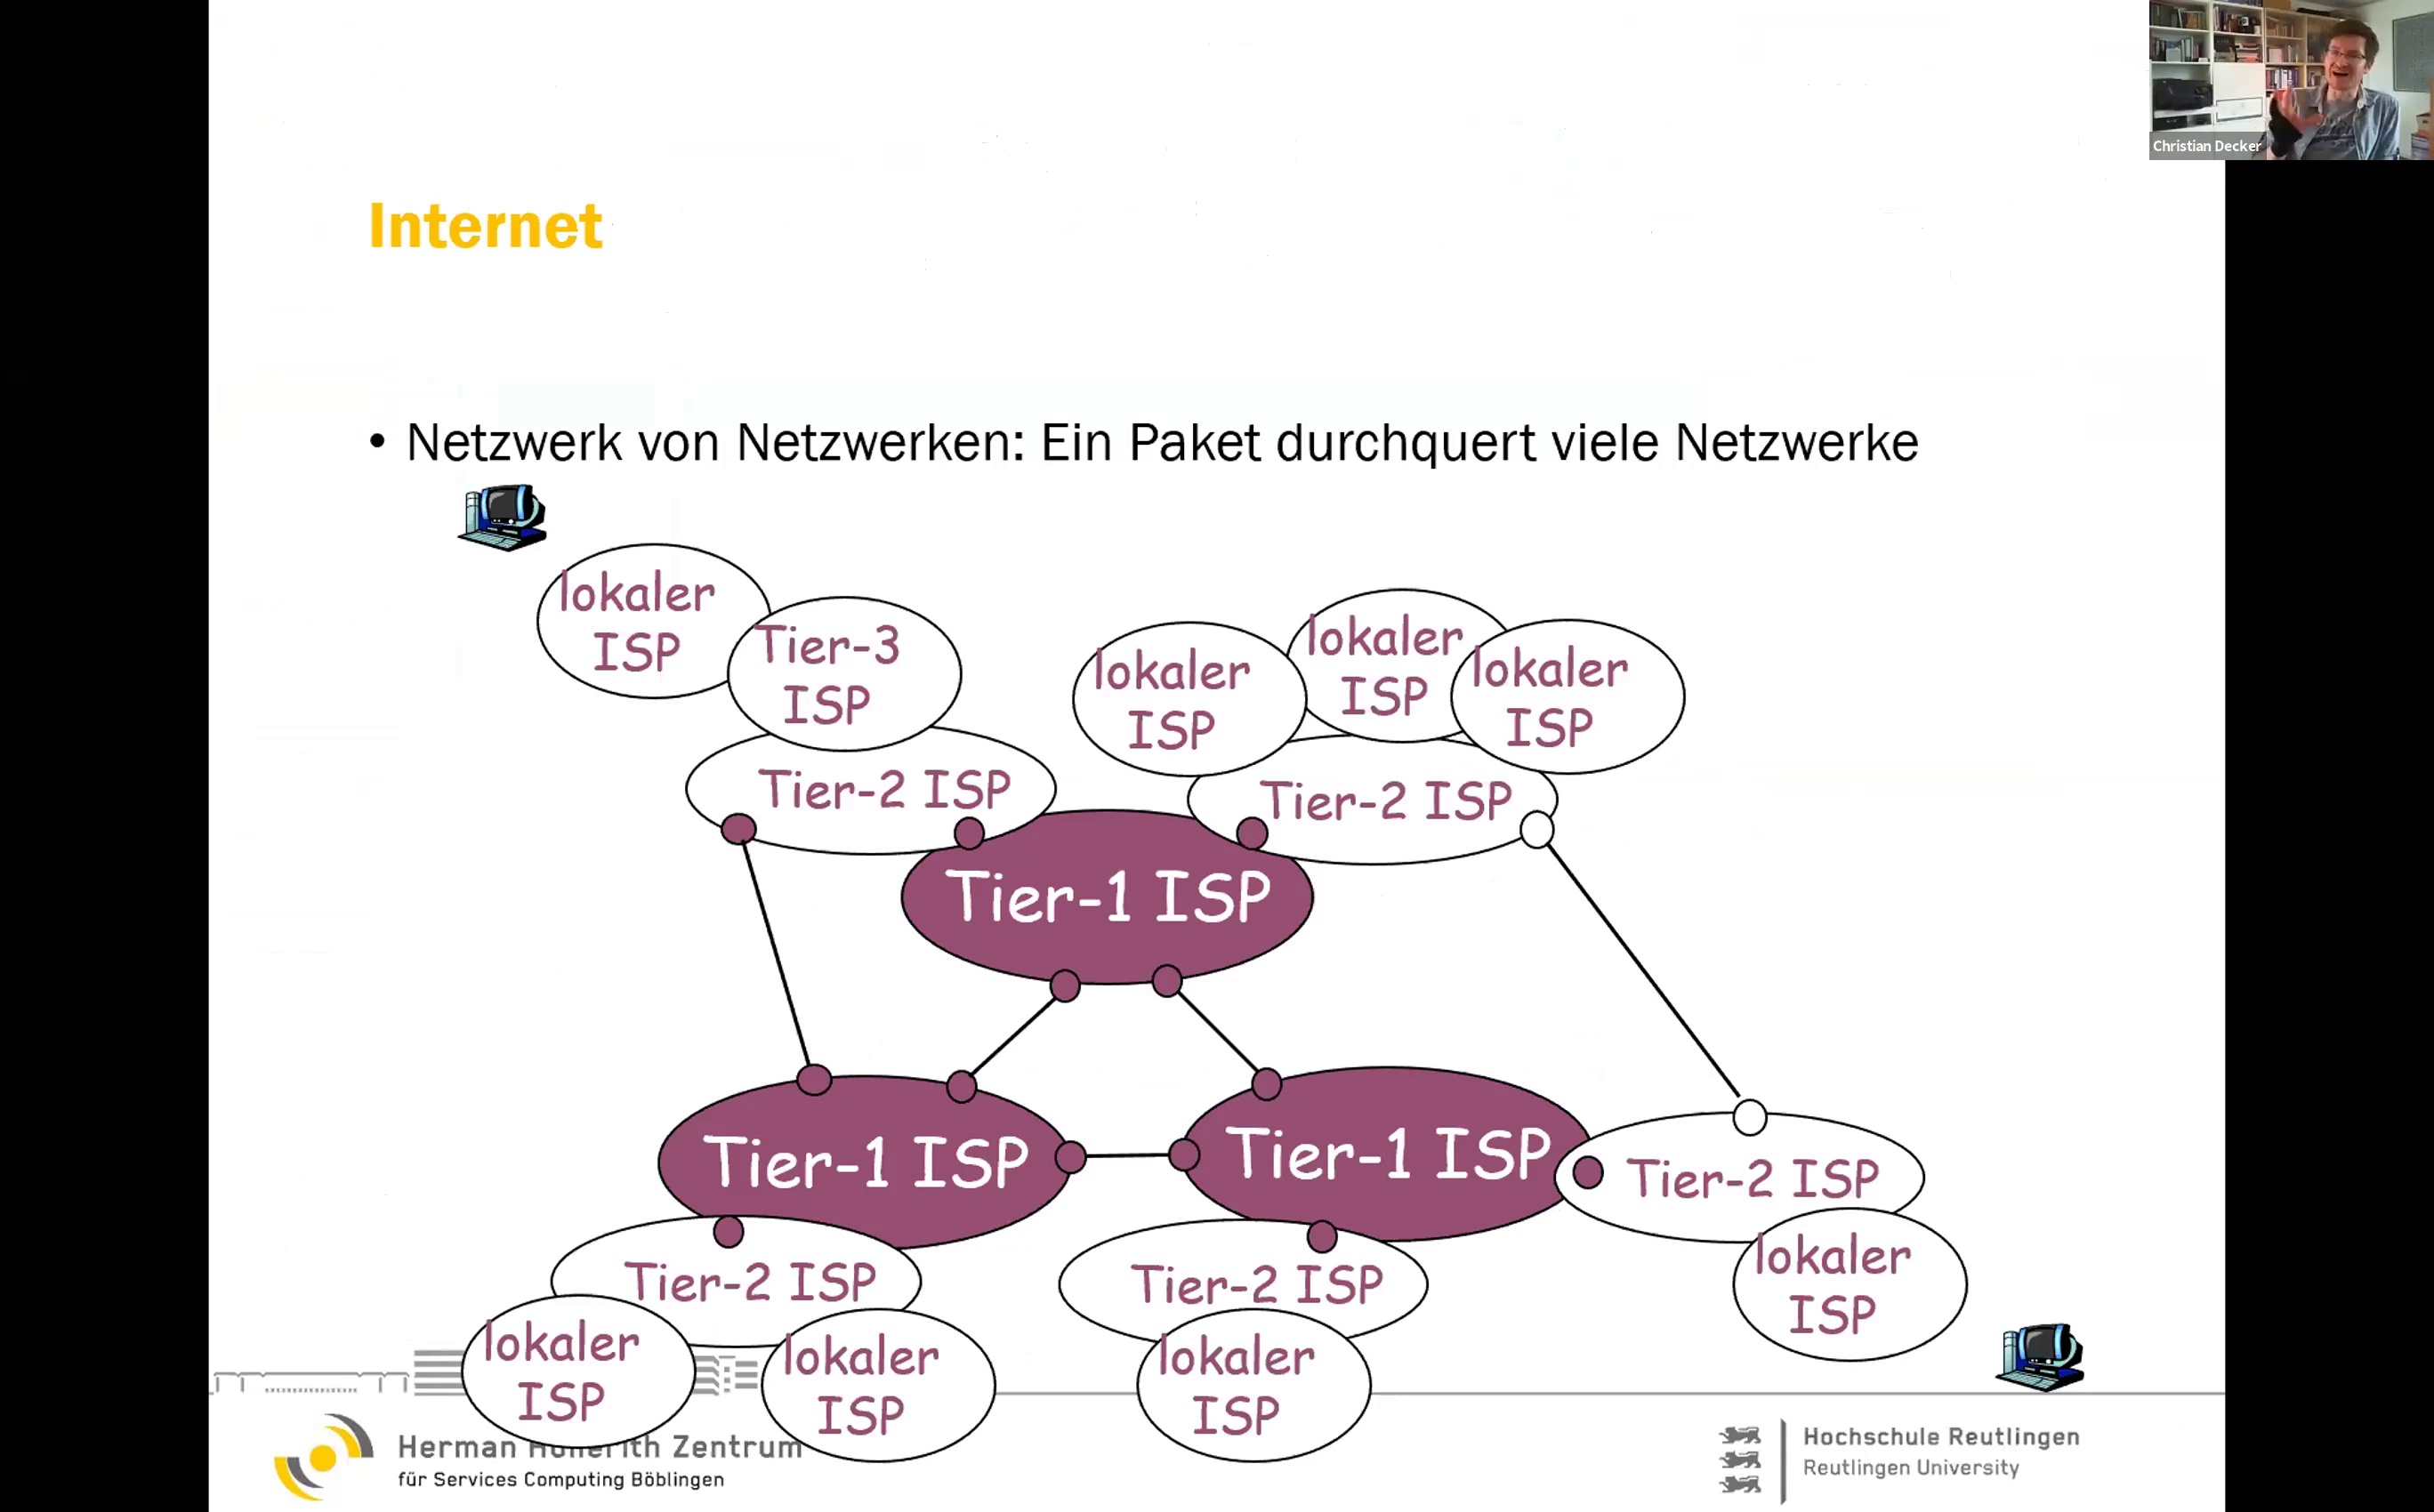 Christian Decker
Internet
• Netzwerk von Netzwerken: Ein Paket durchquert viele Netzwerke
lokaler
ISP
Tier-3
ISP
lokaler
ISP
lokaler
ISP
lokaler
ISP
Tier-2 ISP
Tier-2 ISP
Tier-1 ISP
Tier-1 ISP
Tier-1 ISP
Tier-2 ISP
Tier-2 ISP
Tier-2 ISP
lokaler
ISP
lokaler
ISP
lokaler
ISP
lokaler
ISP
Herman Hollerith Zentrum
für Services Computing Böblingen
Hochschule Reutlingen
Reutlingen University